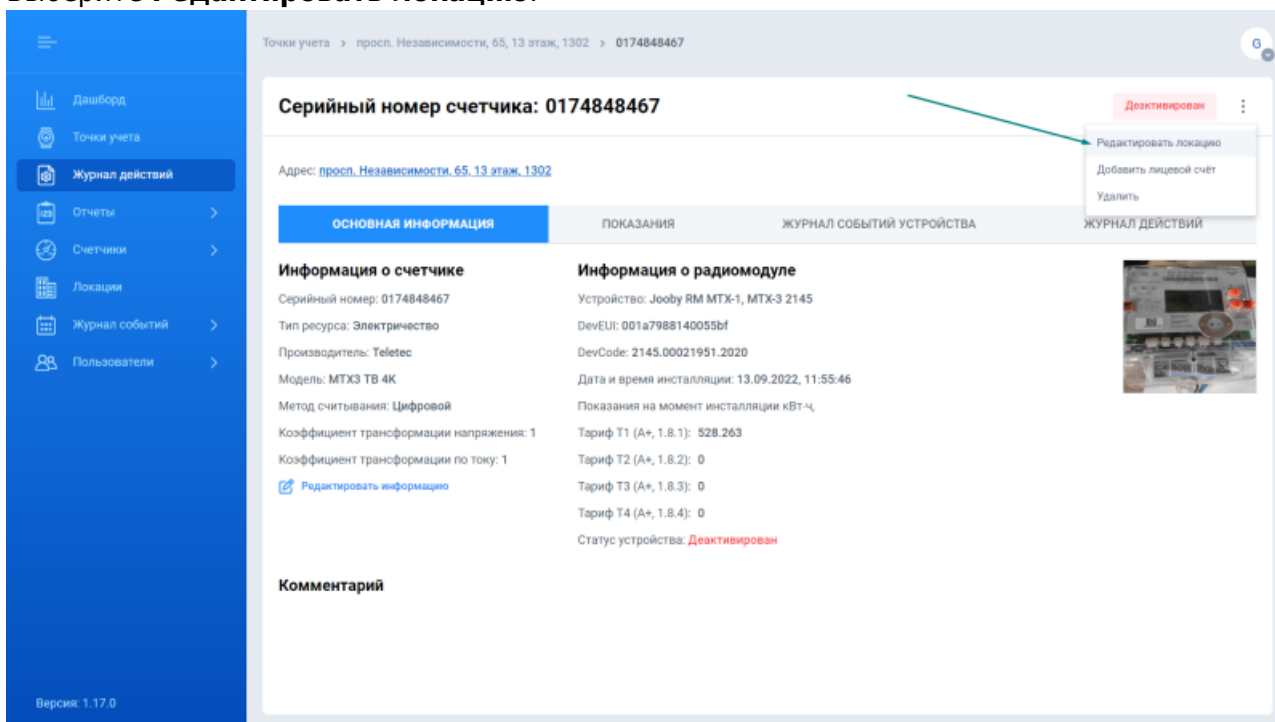 Выберите Редактировать локацию.
Точки учета > просп. Независимости, 65, 13 этаж, 1302 > 0174848467
G
Дашборд
Точки учета
Журнал действий
Отчеты
Счетчики
Локации
Журнал событий
Пользователи
Версия: 1.17.0
Серийный номер счетчика: 0174848467
Деактивирован
Редактировать локацию
Добавить лицевой счёт
Удалить
Адрес: просп. Независимости, 65, 13 этаж, 1302
ОСНОВНАЯ ИНФОРМАЦИЯ ПОКАЗАНИЯ ЖУРНАЛ СОБЫТИЙ УСТРОЙСТВА ЖУРНАЛ ДЕЙСТВИЙ
Информация о счетчике
Серийный номер: 0174848467
Тип ресурса: Электричество
Производитель: Teletec
Модель: MTX3 TB 4K
Метод считывания: Цифровой
Коэффициент трансформации напряжения: 1
Коэффициент трансформации по току: 1
Редактировать информацию
Информация о радиомодуле
Устройство: Jooby RM MTX-1, MTX-3 2145
DevEUI: 001a7988140055bf
DevCode: 2145.00021951.2020
Дата и время инсталляции: 13.09.2022, 11:55:46
Показания на момент инсталляции кВт·ч,
Тариф T1 (A+, 1.8.1): 528.263
Тариф T2 (A+, 1.8.2): 0
Тариф T3 (A+, 1.8.3): 0
Тариф T4 (A+, 1.8.4): 0
Статус устройства: Деактивирован
Комментарий